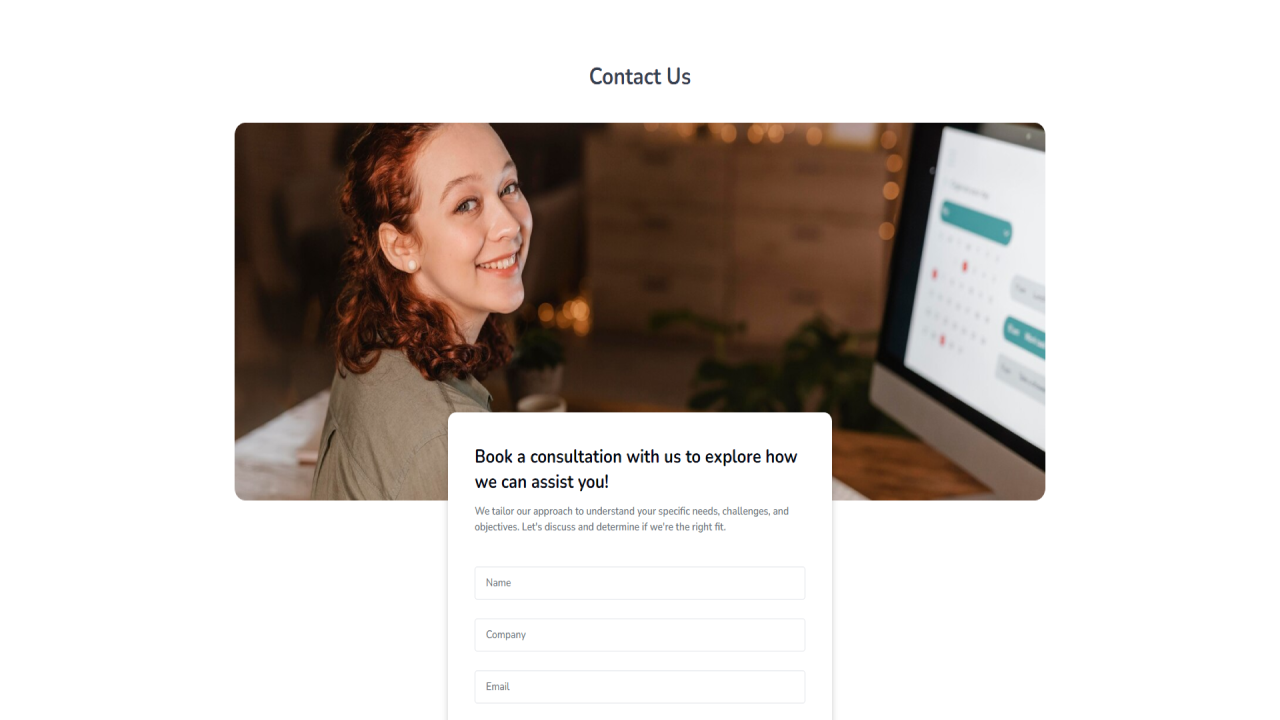 Contact Us
Book a consultation with us to explore how
we can assist you!
We tailor our approach to understand your specific needs, challenges, and
objectives. Let's discuss and determine if we're the right fit.
Name
Company
Email